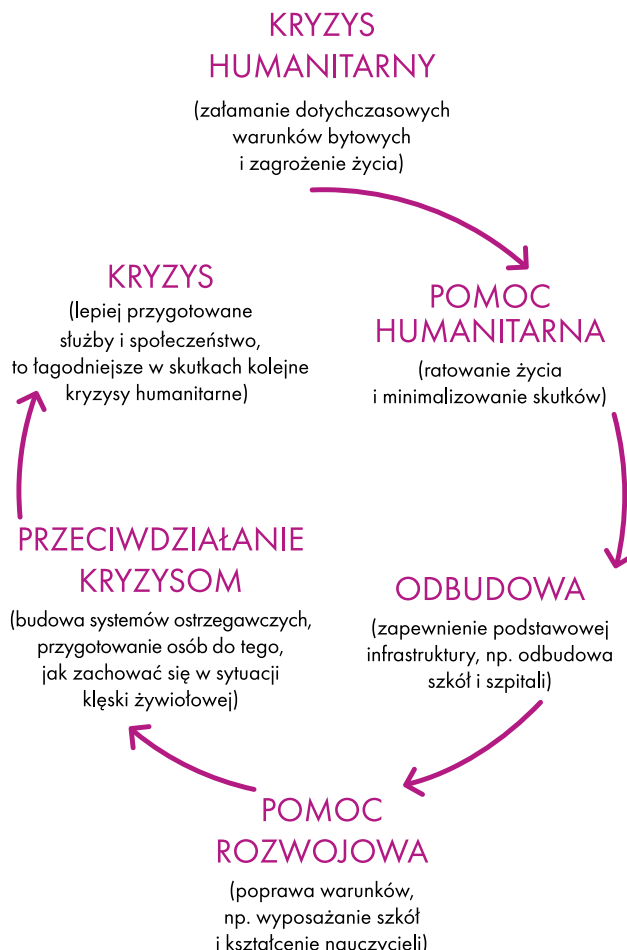 KRYZYS
HUMANITARNY
(załamanie dotychczasowych
warunków bytowych
i zagrożenie życia)
POMOC
HUMANITARNA
(ratowanie życia
i minimalizowanie skutków)
ODBUDOWA
(zapewnienie podstawowej
infrastruktury, np. odbudowa
szkół i szpitali)
POMOC
ROZWOJOWA
(poprawa warunków,
np. wyposażanie szkół
i kształcenie nauczycieli)
PRZECIWDZIAŁANIE
KRYZYSOM
(budowa systemów ostrzegawczych,
przygotowanie osób do tego,
jak zachować się w sytuacji
klęski żywiołowej)
KRYZYS
(lepiej przygotowane
służby i społeczeństwo,
to łagodniejsze w skutkach kolejne
kryzysy humanitarne)